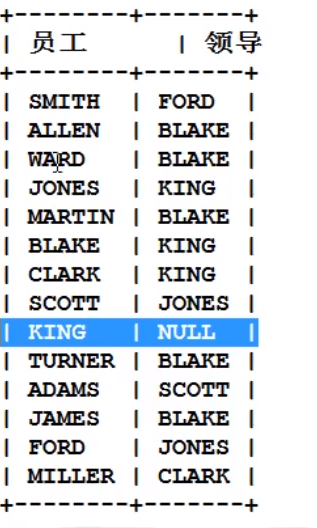 +--------+-------+
| 员工 | 领导
+--------+-------+
| SMITH | FORD |
| ALLEN | BLAKE |
| WARD | BLAKE |
| JONES | KING |
| MARTIN | BLAKE |
| BLAKE | KING |
| CLARK | KING |
| SCOTT | JONES |
| KING | NULL |
| TURNER | BLAKE |
| ADAMS | SCOTT |
| JAMES | BLAKE |
| FORD | JONES |
| MILLER | CLARK |
+--------+-------+